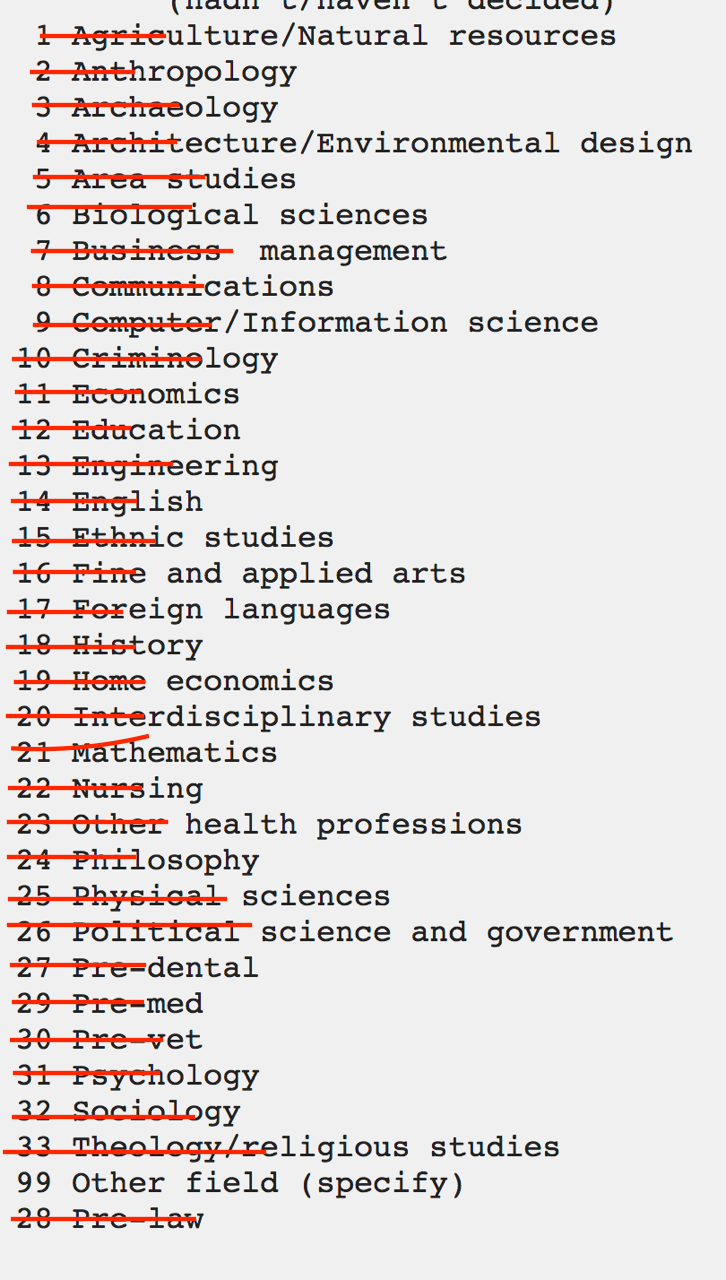 (hadn't/haven't decided)
1 Agriculture/Natural resources
2 Anthropology
3 Archaeology
4 Architecture/Environmental design
5 Area studies
6 Biological sciences
7 Business  management
8 Communications
9 Computer/Information science
10 Criminology
11 Economics
12 Education
13 Engineering
14 English
15 Ethnic studies
16 Fine and applied arts
17 Foreign languages
18 History
19 Home economics
20 Interdisciplinary studies
21 Mathematics
22 Nursing
23 Other health professions
24 Philosophy
25 Physical sciences
26 Political science and government
27 Pre-dental
29 Pre-med
30 Pre-vet
31 Psychology
32 Sociology
33 Theology/religious studies
99 Other field (specify)
28 Pre-law